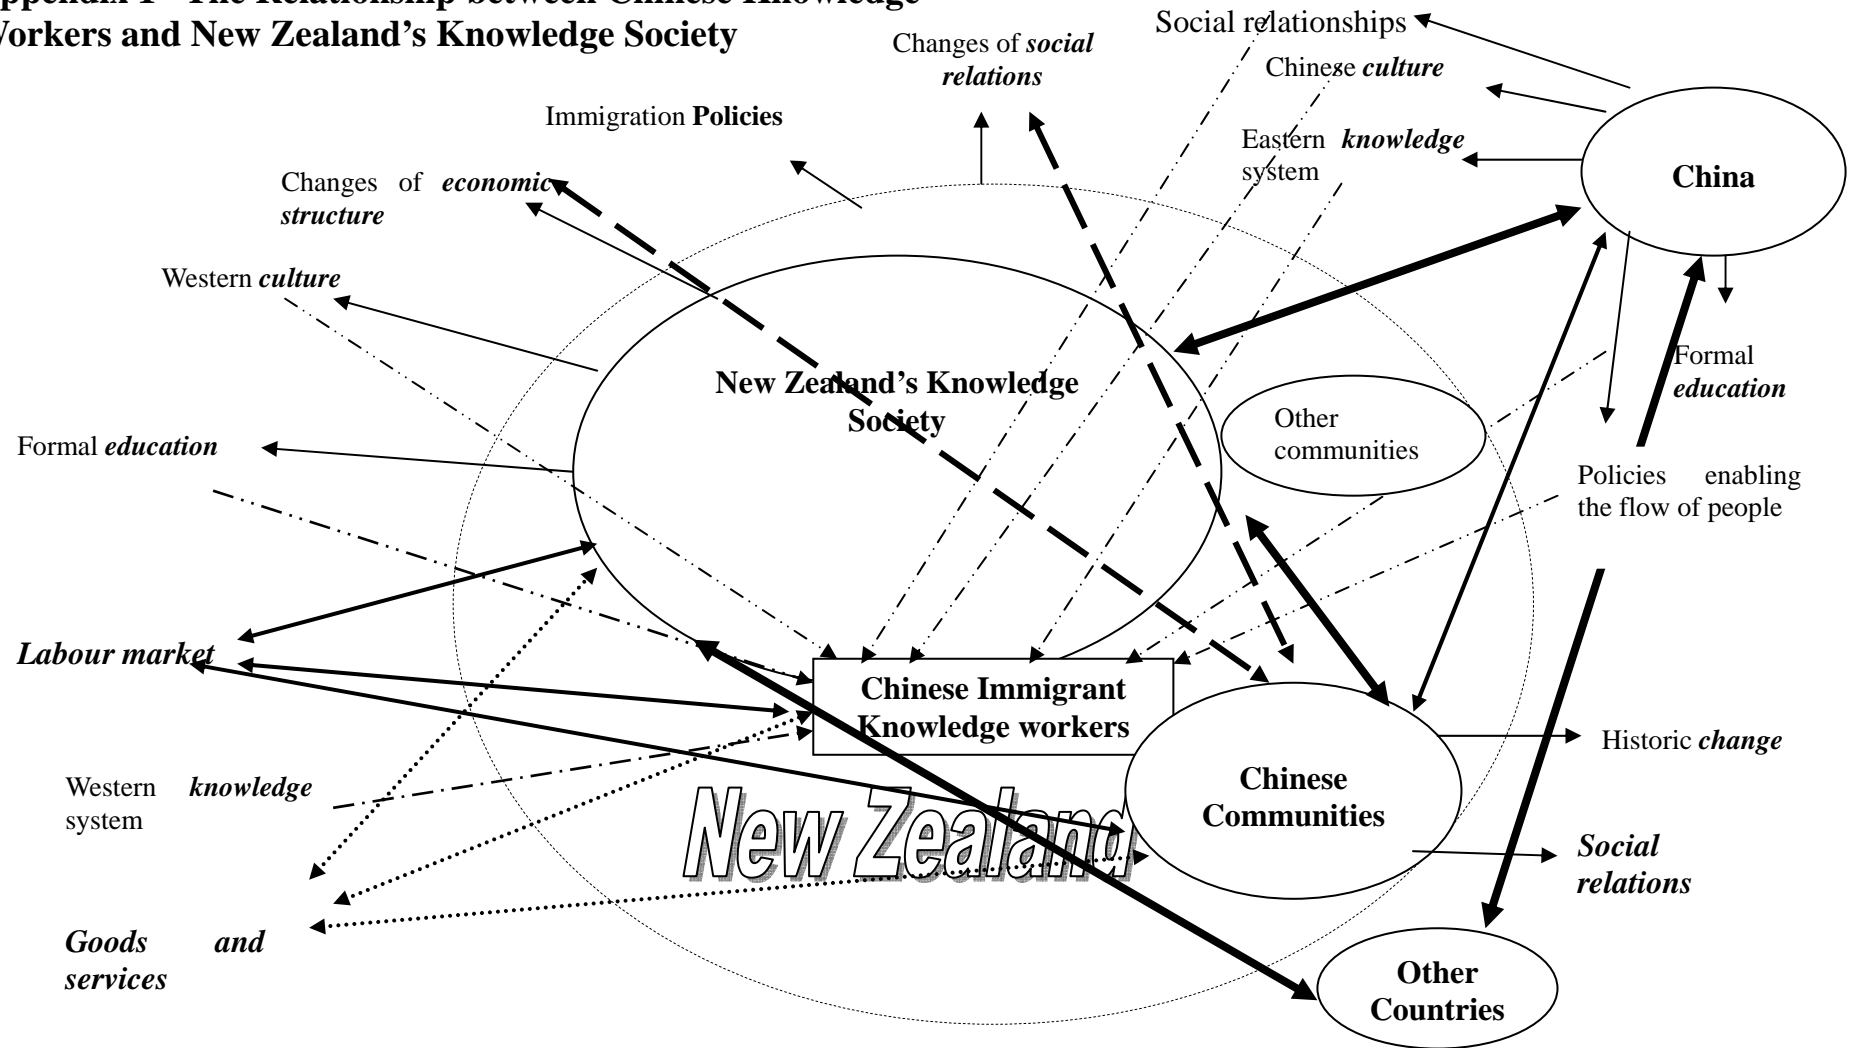 ppendix 1 The Relationship between Chinese Knowledge
Workers and New Zealand’s Knowledge Society
Social relationships
Changes of social
relations
Chinese culture
Immigration Policies
Eastern knowledge
system
China
Changes of economic
structure
Western culture
New Zealand’s Knowledge
Society
Formal
education
Other
communities
Formal education
Policies enabling
the flow of people
Labour market
Chinese Immigrant
Knowledge workers
Historic change
Chinese
Communities
Western knowledge
system
New Zealand
Social
relations
Goods and
services
Other
Countries